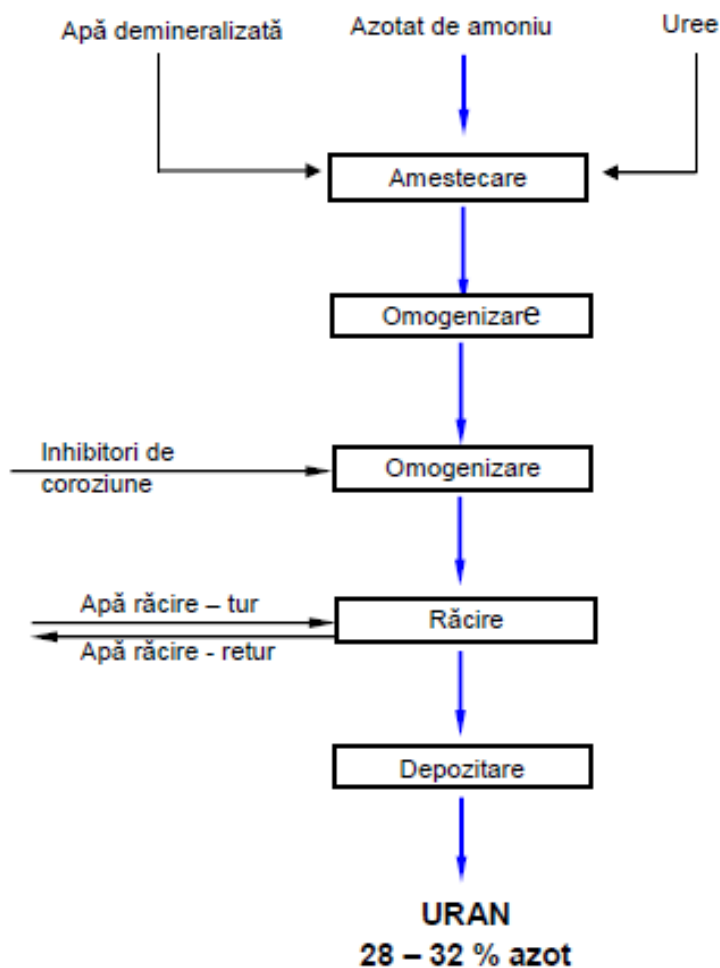 Apă demineralizată
Azotat de amoniu
Uree
Amestecare
Omogenizare
Inhibitori de
coroziune
Omogenizare
Apă răcire – tur
Apă răcire - retur
Răcire
Depozitare
URAN
28 – 32 % azot